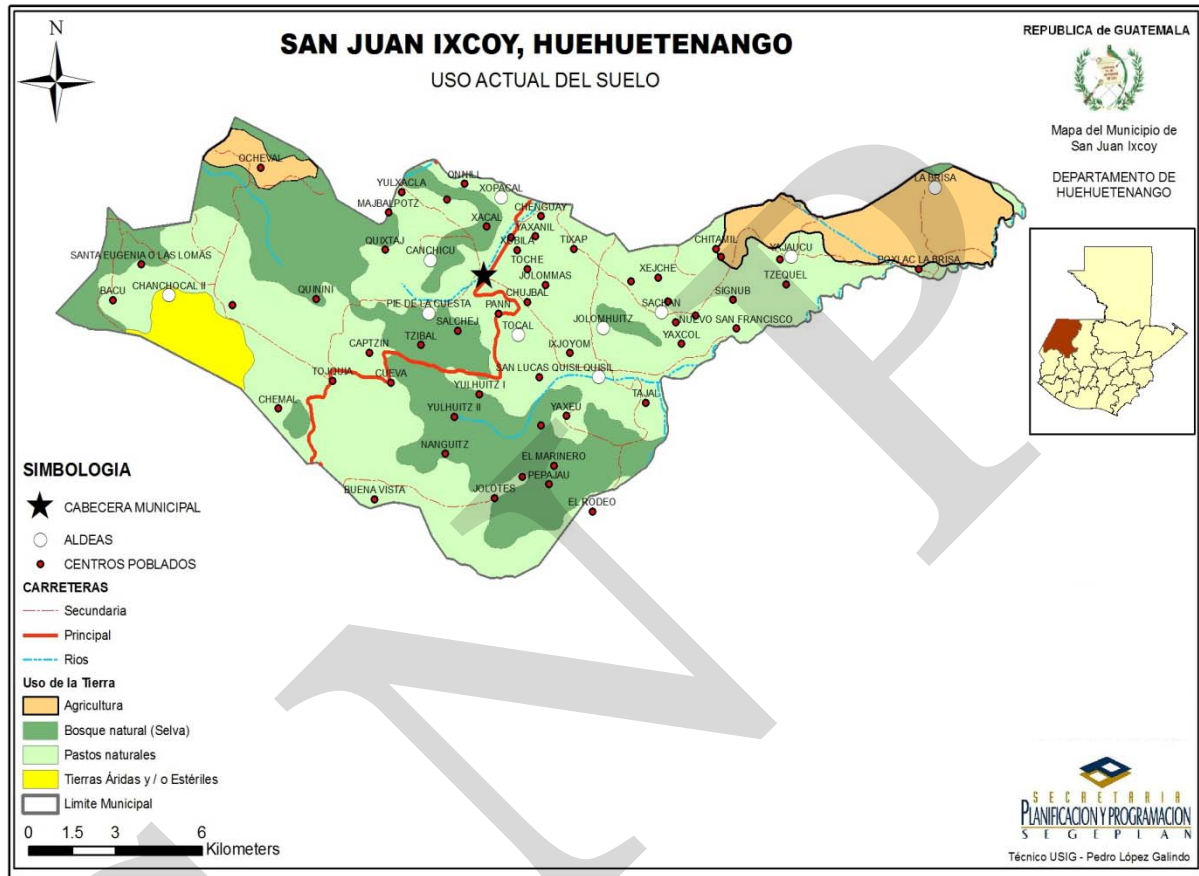 SAN JUAN IXCOY, HUEHUETENANGO
USO ACTUAL DEL SUELO
N
REPUBLICA de GUATEMALA
Mapa del Municipio de
San Juan Ixcoy
DEPARTAMENTO DE
HUEHUETENANGO
OCHEVAL
YULXACLA
QNNILL
XOPACAL
MAJBALPOTZ
CHENGUAY
XACAL
YAXANIL
XUBILA
TIXAP
QUIXTAJ
CANCHICU
TOCHE
JOLOMMAS
CHITAMIL
LA BRISA
YAJAUCU
POXLAC LA BRISA
TZEQUEL
XEJCHE
SIGNUB
SANTA EUGENIA O LAS LOMAS
BACU
CHANCHOCAL II
QUININI
PIE DE LA CUESTA
CHUJBAL
PANN
SALCHEJ
TOCAL
JOLOMHUITZ
SACHAN
NUEVO SAN FRANCISCO
YAXCOL
TZIBAL
CAPTZIN
IXJOYOM
TOJQUIA
CUEVA
SAN LUCAS QUISIL
QUISIL
YULHUITZ I
TAJAL
CHEMAL
YULHUITZ II
YAXEU
NANGUITZ
EL MARINERO
PEPAJAU
BUENA VISTA
JOLOTES
EL RODEO
SIMBOLOGIA
CABECERA MUNICIPAL
ALDEAS
CENTROS POBLADOS
CARRETERAS
Secundaria
Principal
Rios
Uso de la Tierra
Agricultura
Bosque natural (Selva)
Pastos naturales
Tierras Áridas y / o Estériles
Limite Municipal
0 1.5 3 6
Kilometers
SECRETARIA
PLANIFICACION Y PROGRAMACION
SEGEPLAN
Técnico USIG - Pedro López Galindo